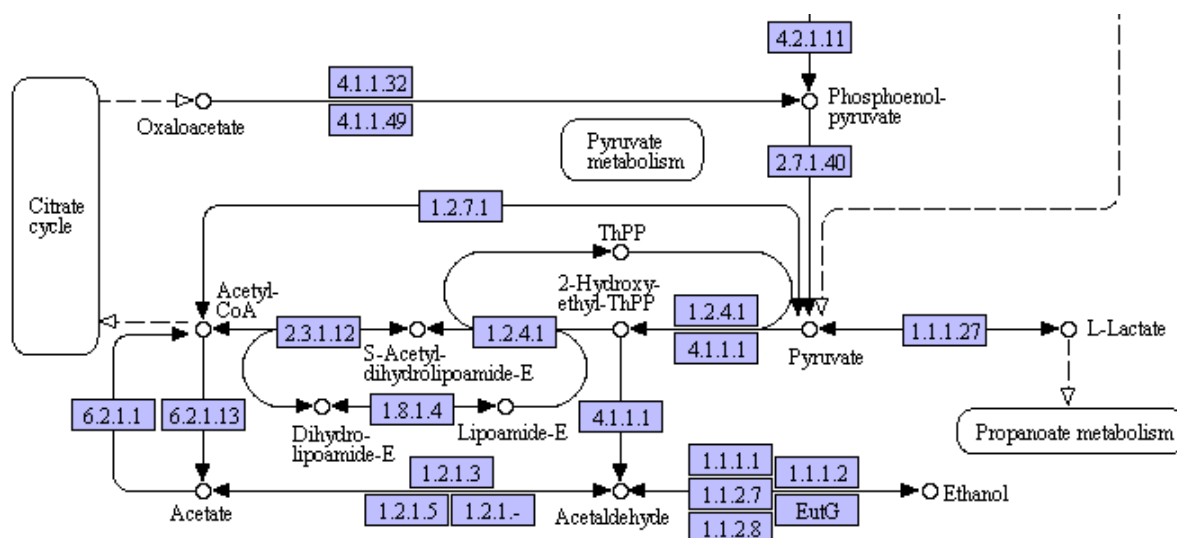 4.2.1.11
4.1.1.32
Oxaloacetate
4.1.1.49
Phosphoenol-
pyruvate
Pyruvate
metabolism
2.7.1.40
Citrate
cycle
1.2.7.1
ThPP
2-Hydroxy-
ethyl-ThPP
Acetyl-
CoA
1.2.4.1
2.3.1.12
1.2.4.1
4.1.1.1
1.1.1.27
L-Lactate
S-Acetyl-
dihydrolipoamide-E
Pyruvate
6.2.1.1
6.2.1.13
1.8.1.4
4.1.1.1
Dihydro-
lipoamide-E
Lipoamide-E
Propanoate metabolism
1.2.1.3
1.1.1.1
1.1.1.2
Acetate
1.2.1.5
1.2.1.-
Acetaldehyde
1.1.2.7
EutG
Ethanol
1.1.2.8